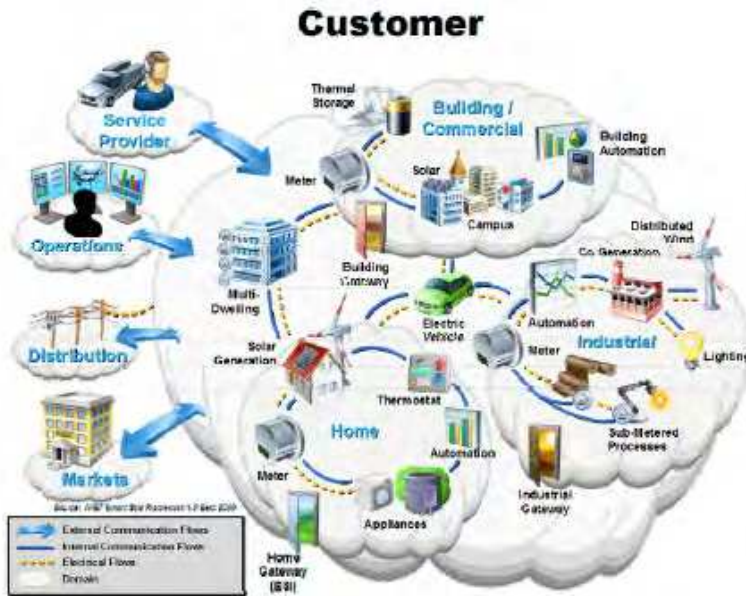 Customer
Service
Provider
Operations
Distribution
Markets
Thermal
Storage
Building /
Commercial
Building
Automation
Meter
Solar
Campus
Distributed
Wind
Building
Gateway
Multi-
Dwelling
Electric
Vehicle
Co-Generation
Automation
Industrial
Meter
Lighting
Sub-Metered
Processes
Industrial
Gateway
Solar
Generation
Thermostat
Home
Automation
Meter
Appliances
Home
Gateway
(ESI)
External Communication Flows
Internal Communication Flows
Electrical Flows
Domain